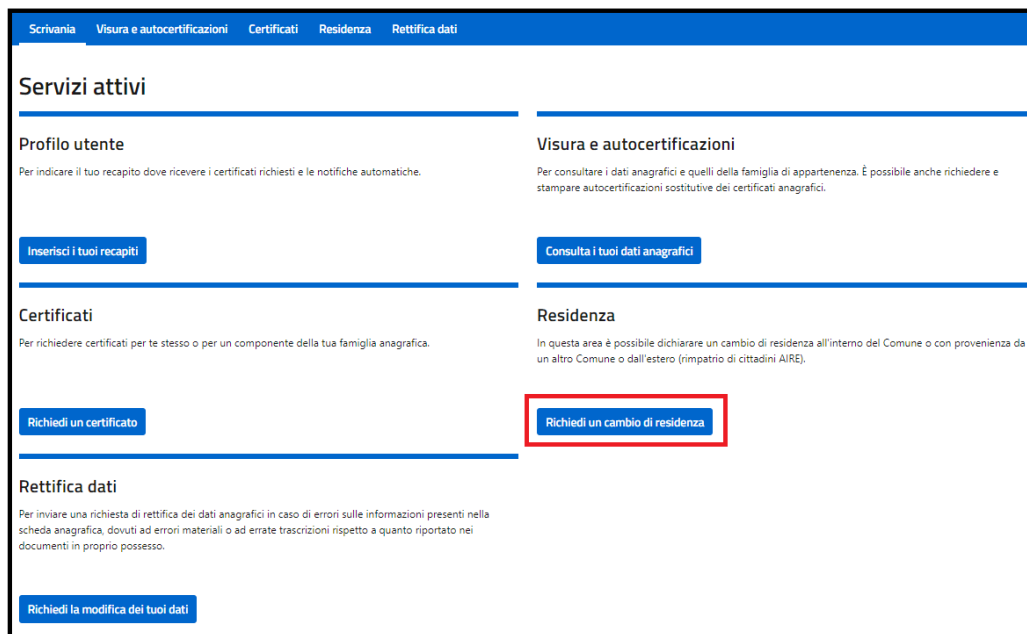 Scrivania Visura e autocertificazioni Certificati Residenza Rettifica dati
Servizi attivi
Profilo utente
Per indicare il tuo recapito dove ricevere i certificati richiesti e le notifiche automatiche.
Inserisci i tuoi recapiti
Visura e autocertificazioni
Per consultare i dati anagrafici e quelli della famiglia di appartenenza. È possibile anche richiedere e
stampare autocertificazioni sostitutive dei certificati anagrafici.
Consulta i tuoi dati anagrafici
Certificati
Per richiedere certificati per te stesso o per un componente della tua famiglia anagrafica.
Richiedi un certificato
Residenza
In questa area è possibile dichiarare un cambio di residenza all'interno del Comune o con provenienza da
un altro Comune o dall'estero (rimpatrio di cittadini AIRE).
Richiedi un cambio di residenza
Rettifica dati
Per inviare una richiesta di rettifica dei dati anagrafici in caso di errori sulle informazioni presenti nella
scheda anagrafica, dovuti ad errori materiali o ad errate trascrizioni rispetto a quanto riportato nei
documenti in proprio possesso.
Richiedi la modifica dei tuoi dati